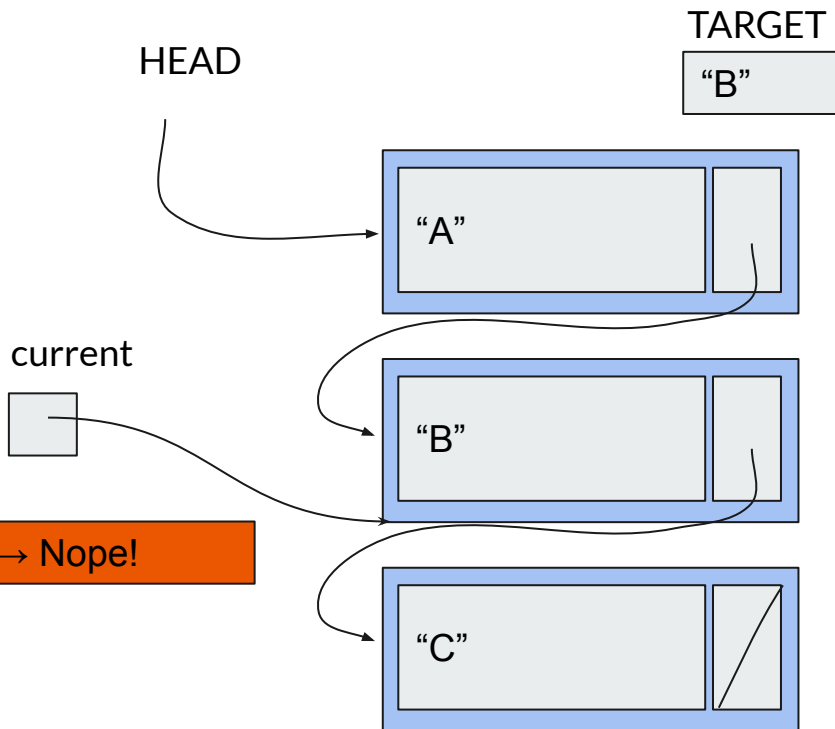 TARGET
HEAD
“B”
“A”
current
“B”
→ Nope!
“C”